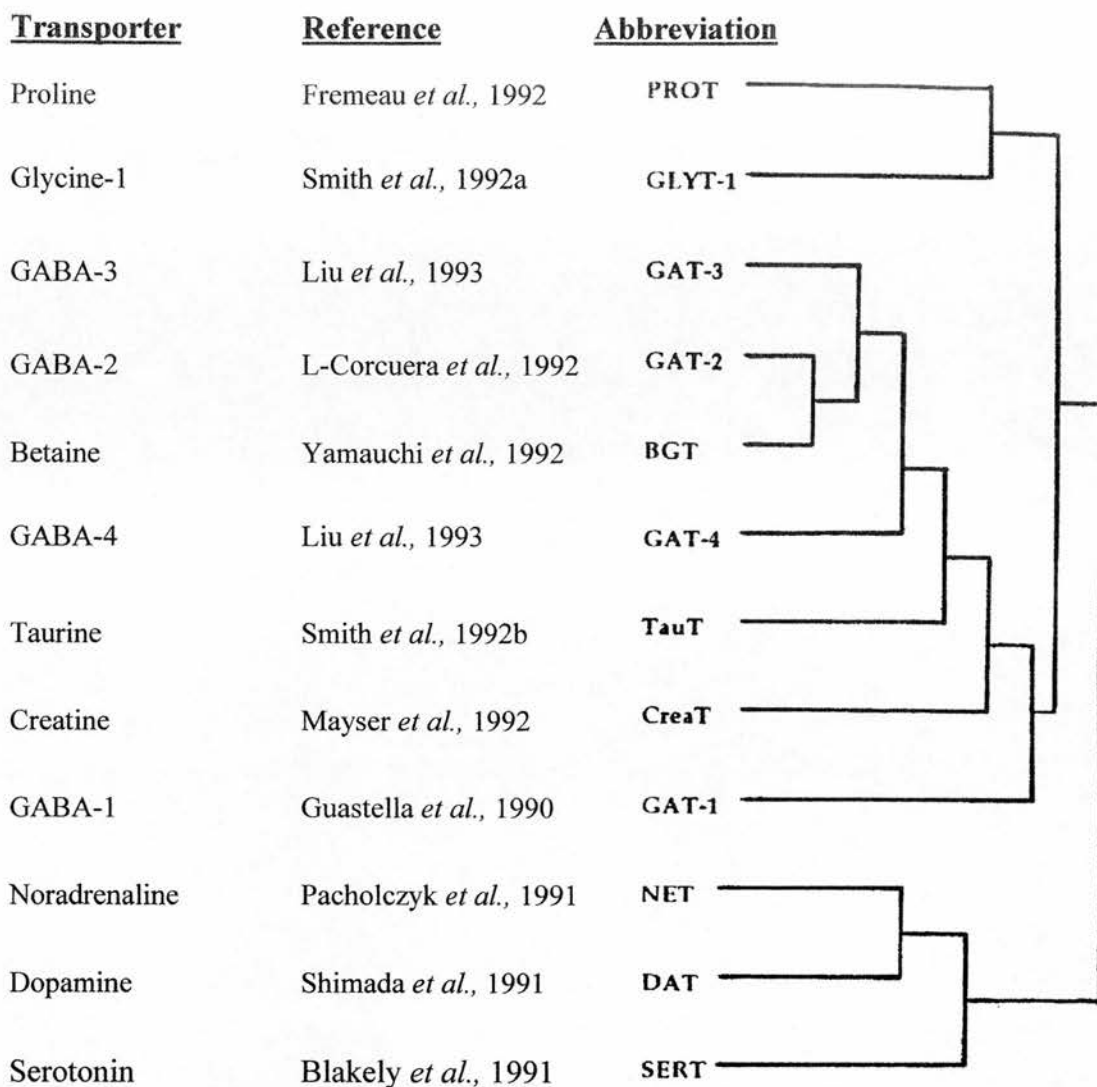 Transporter Reference Abbreviation
Proline Fremeau et al., 1992 PROT
Glycine-1 Smith et al., 1992a GLYT-1
GABA-3 Liu et al., 1993 GAT-3
GABA-2 L-Corcuera et al., 1992 GAT-2
Betaine Yamauchi et al., 1992 BGT
GABA-4 Liu et al., 1993 GAT-4
Taurine Smith et al., 1992b TauT
Creatine Mayser et al., 1992 CreaT
GABA-1 Guastella et al., 1990 GAT-1
Noradrenaline Pacholczyk et al., 1991 NET
Dopamine Shimada et al., 1991 DAT
Serotonin Blakely et al., 1991 SERT